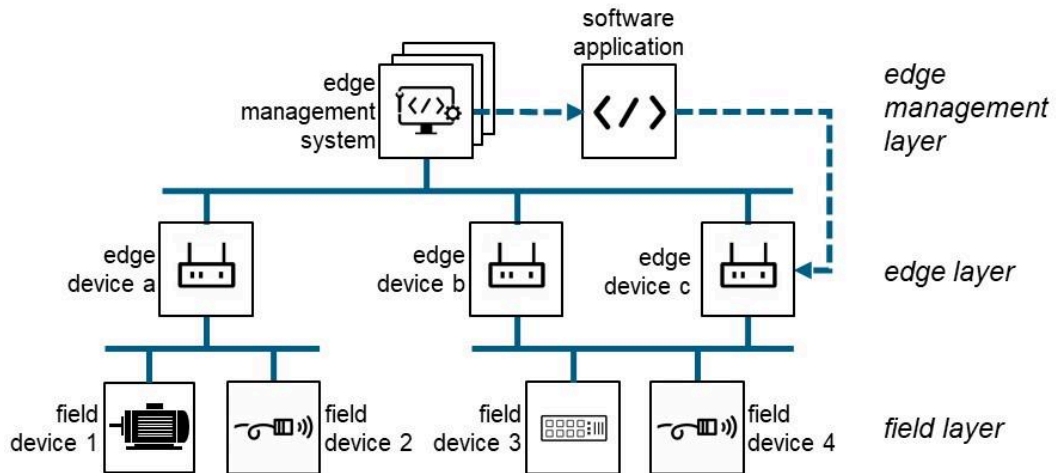 software
application
edge
management
system
</>
</>
edge
management
layer
edge
device a
edge
device b
edge
device c
edge layer
field
device 1
field
device 2
field
device 3
field
device 4
field layer